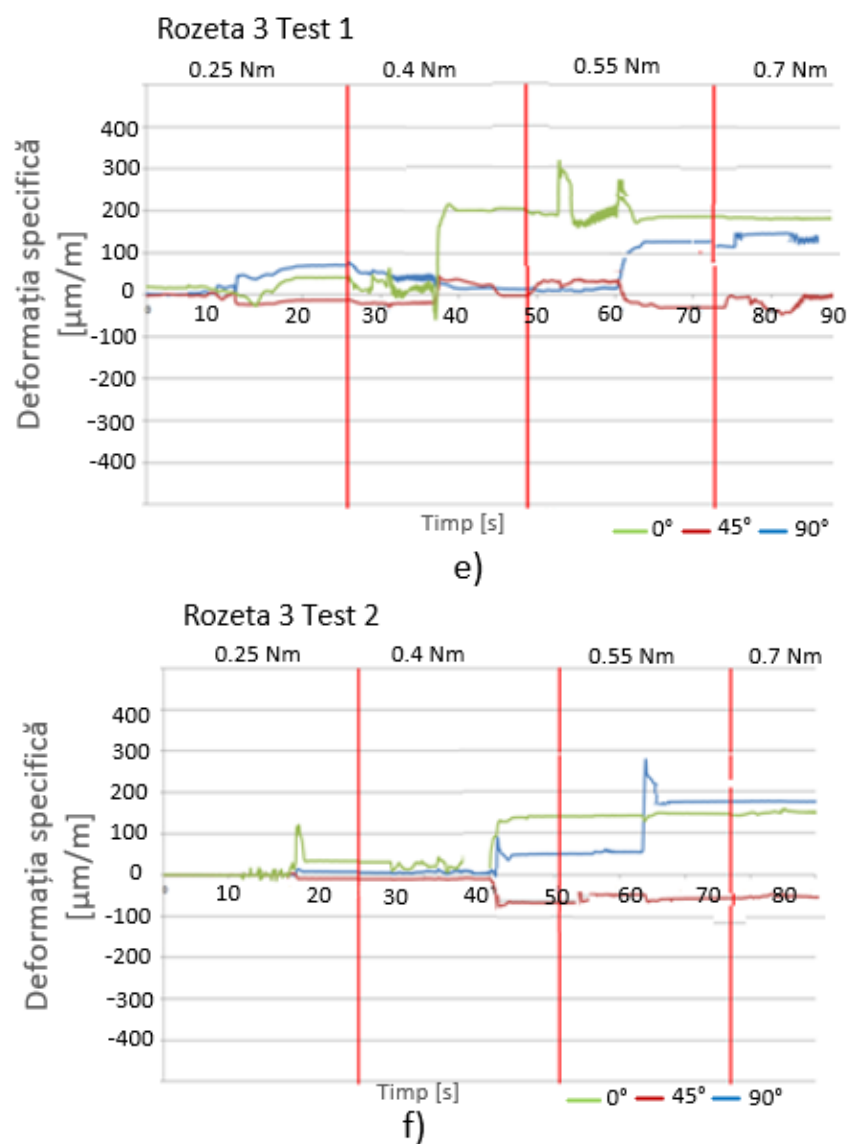 Rozeta 3 Test 1
0.25 Nm 0.4 Nm 0.55 Nm 0.7 Nm
400
300
200
100
0
-100
-200
-300
-400
Deformația specifică
[µm/m]
0 10 20 30 40 50 60 70 80 90
Timp [s]
0° 45° 90°
e)
Rozeta 3 Test 2
0.25 Nm 0.4 Nm 0.55 Nm 0.7 Nm
400
300
200
100
0
-100
-200
-300
-400
Deformația specifică
[µm/m]
0 10 20 30 40 50 60 70 80
Timp [s]
0° 45° 90°
f)